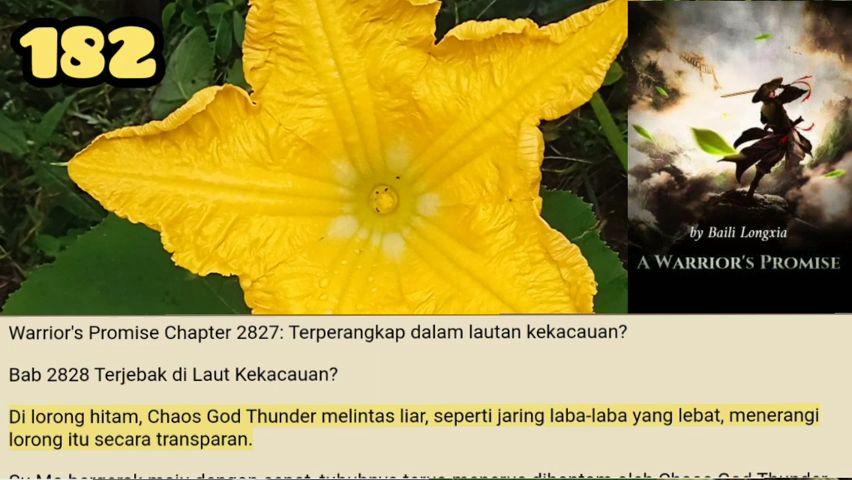 182
by Baili Longxia
A WARRIOR'S PROMISE
Warrior's Promise Chapter 2827: Terperangkap dalam lautan kekacauan?
Bab 2828 Terjebak di Laut Kekacauan?
Di lorong hitam, Chaos God Thunder melintas liar, seperti jaring laba-laba yang lebat, menerangi
lorong itu secara transparan.